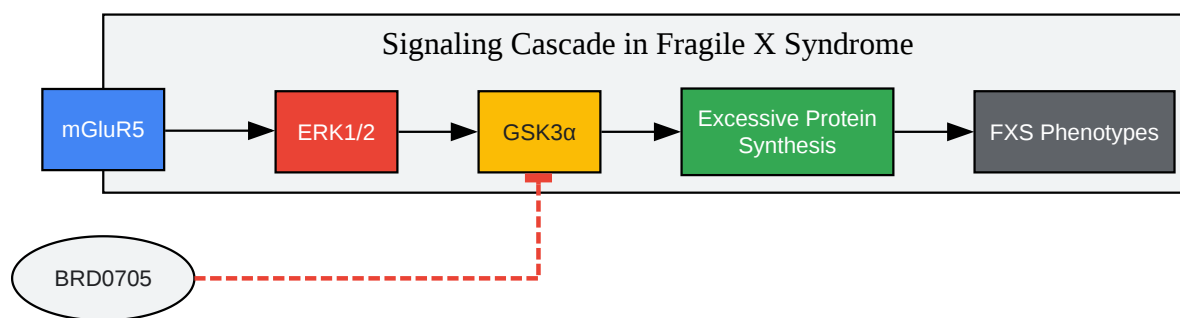 Signaling Cascade in Fragile X Syndrome
mGluR5
ERK1/2
GSK3α
Excessive Protein
Synthesis
FXS Phenotypes
BRD0705